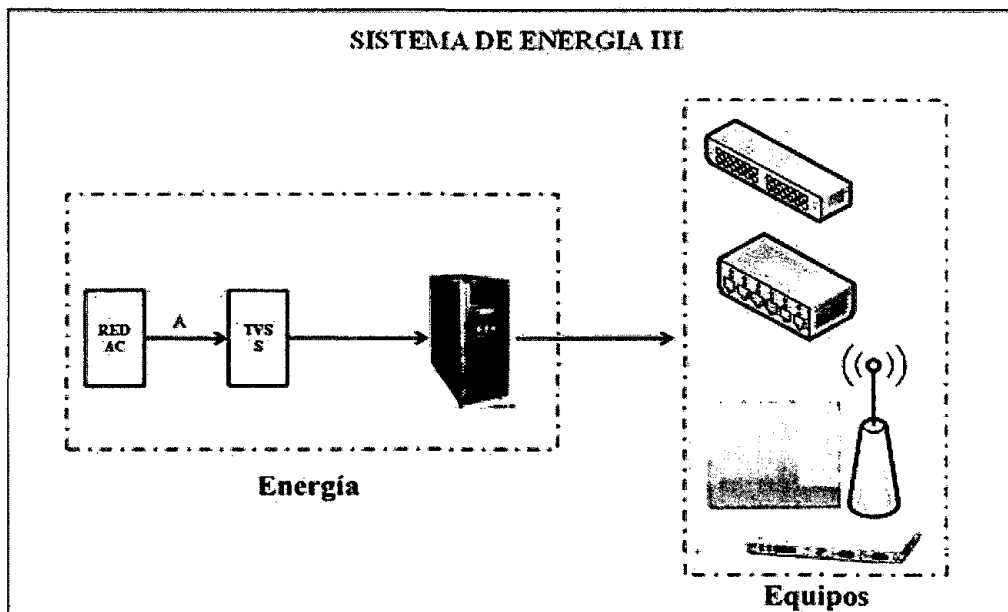 SISTEMA DE ENERGIA III
RED
AC
A
TVS
S
Energía
Equipos